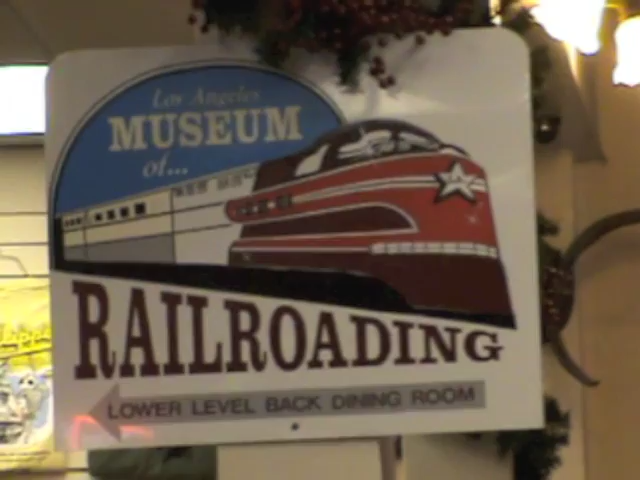 Los Angeles
MUSEUM
of...
RAILROADING
LOWER LEVEL BACK DINING ROOM